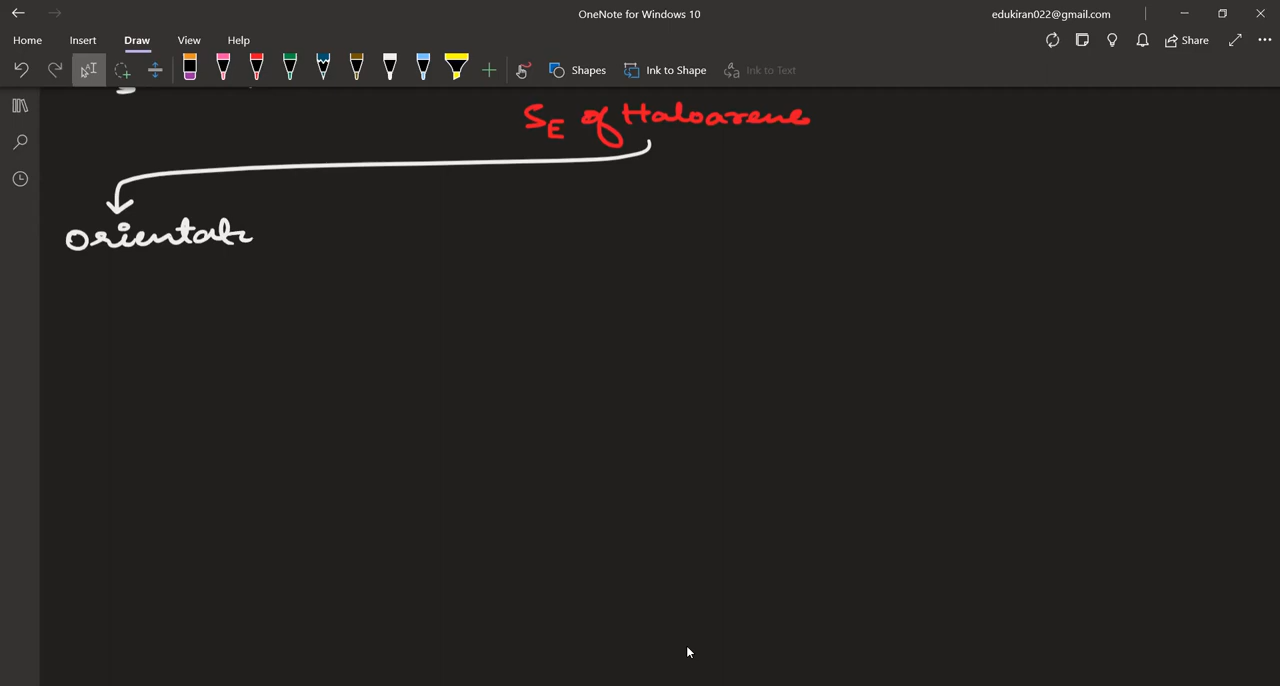 OneNote for Windows 10
edukiran022@gmail.com
Home Insert Draw View Help
Share
Shapes Ink to Shape Ink to Text
SE of Haloarene
Orientat